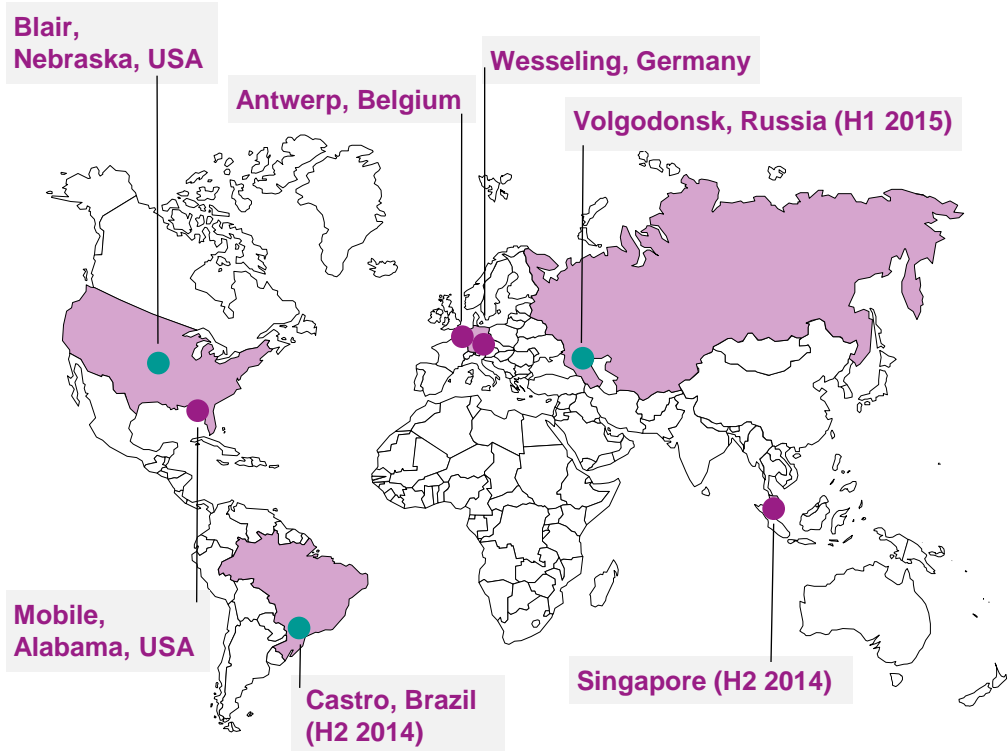 Blair,
Nebraska, USA
Wesseling, Germany
Antwerp, Belgium
Volgodonsk, Russia (H1 2015)
Mobile,
Alabama, USA
Singapore (H2 2014)
Castro, Brazil
(H2 2014)